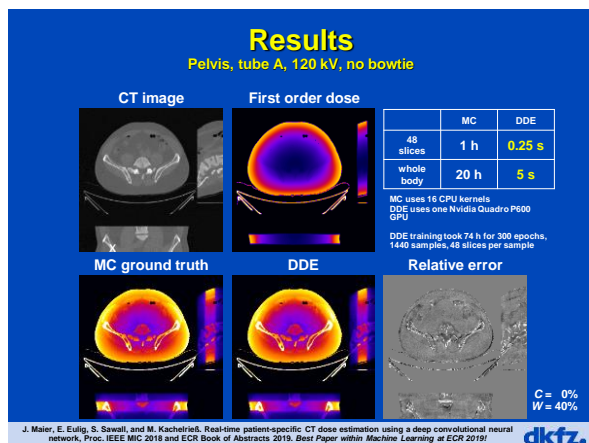 Results
Pelvis, tube A, 120 kV, no bowtie
CT image
First order dose
MC DDE
48 slices 1 h 0.25 s
whole body 20 h 5 s
MC uses 16 CPU kernels
DDE uses one Nvidia Quadro P600
GPU
DDE training took 74 h for 300 epochs,
1440 samples, 48 slices per sample
MC ground truth
DDE
Relative error
C = 0%
W = 40%
J. Maier, E. Eulig, S. Sawall, and M. Kachelrieß. Real-time patient-specific CT dose estimation using a deep convolutional neural
network, Proc. IEEE MIC 2018 and ECR Book of Abstracts 2019. Best Paper within Machine Learning at ECR 2019!
dkfz.